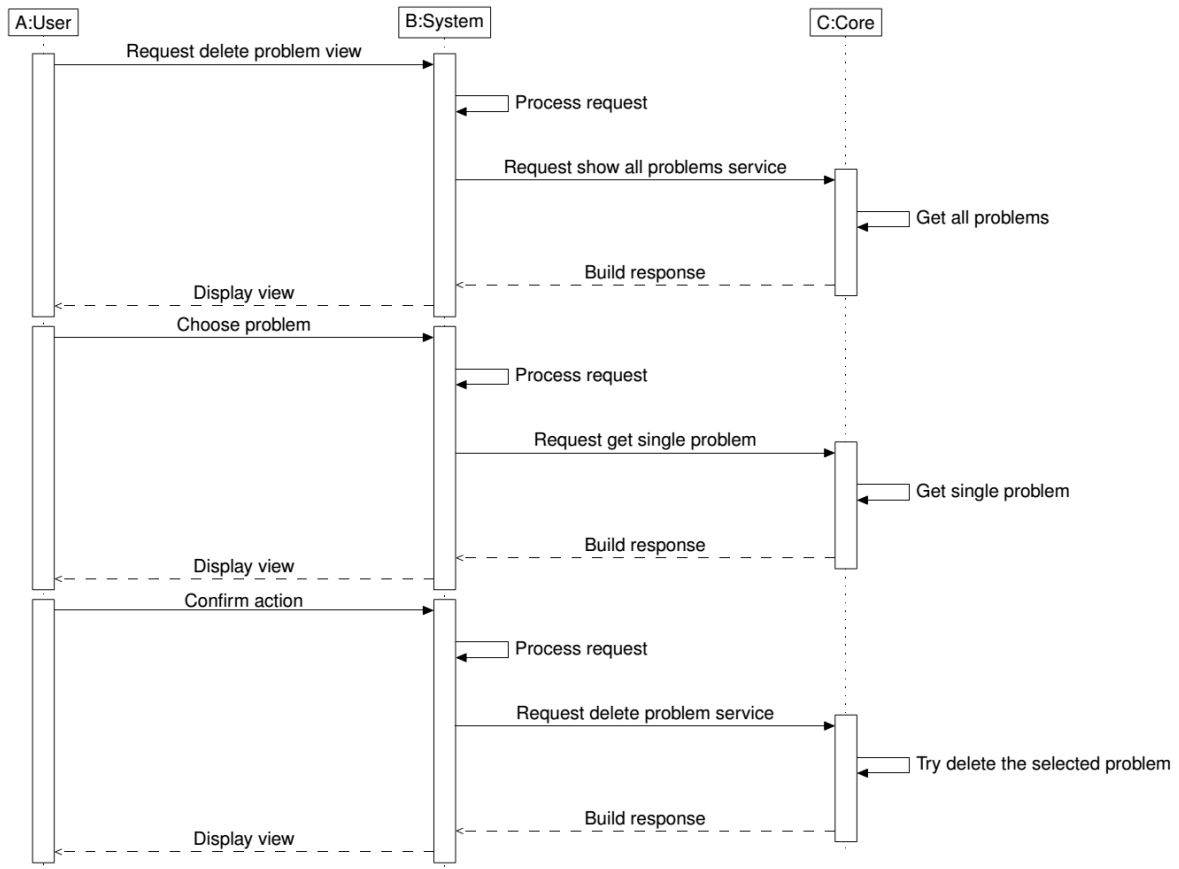 A:User
B:System
C:Core
Request delete problem view
Process request
Request show all problems service
Get all problems
Build response
Display view
Choose problem
Process request
Request get single problem
Get single problem
Build response
Display view
Confirm action
Process request
Request delete problem service
Try delete the selected problem
Build response
Display view